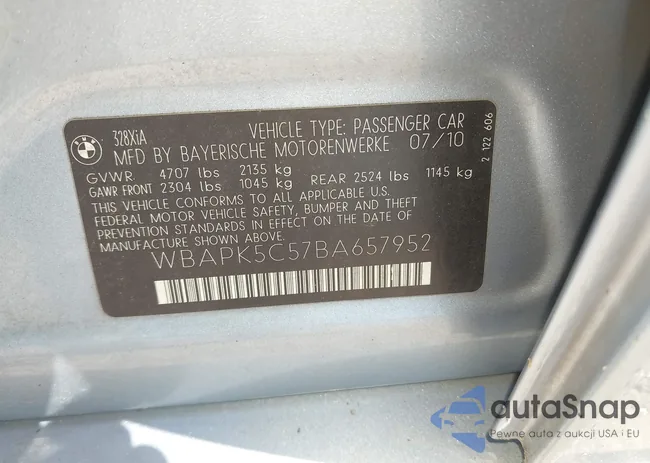 BMW
328XiA
VEHICLE TYPE: PASSENGER CAR
MFD BY BAYERISCHE MOTORENWERKE 07/10
GVWR 4707 lbs 2135 kg
GAWR FRONT 2304 lbs 1045 kg REAR 2524 lbs 1145 kg
THIS VEHICLE CONFORMS TO ALL APPLICABLE U.S.
FEDERAL MOTOR VEHICLE SAFETY, BUMPER AND THEFT
PREVENTION STANDARDS IN EFFECT ON THE DATE OF
MANUFACTURE SHOWN ABOVE.
WBAPK5C57BA657952
2 122 606
autaSnap
Pewne auta z aukcji USA i EU